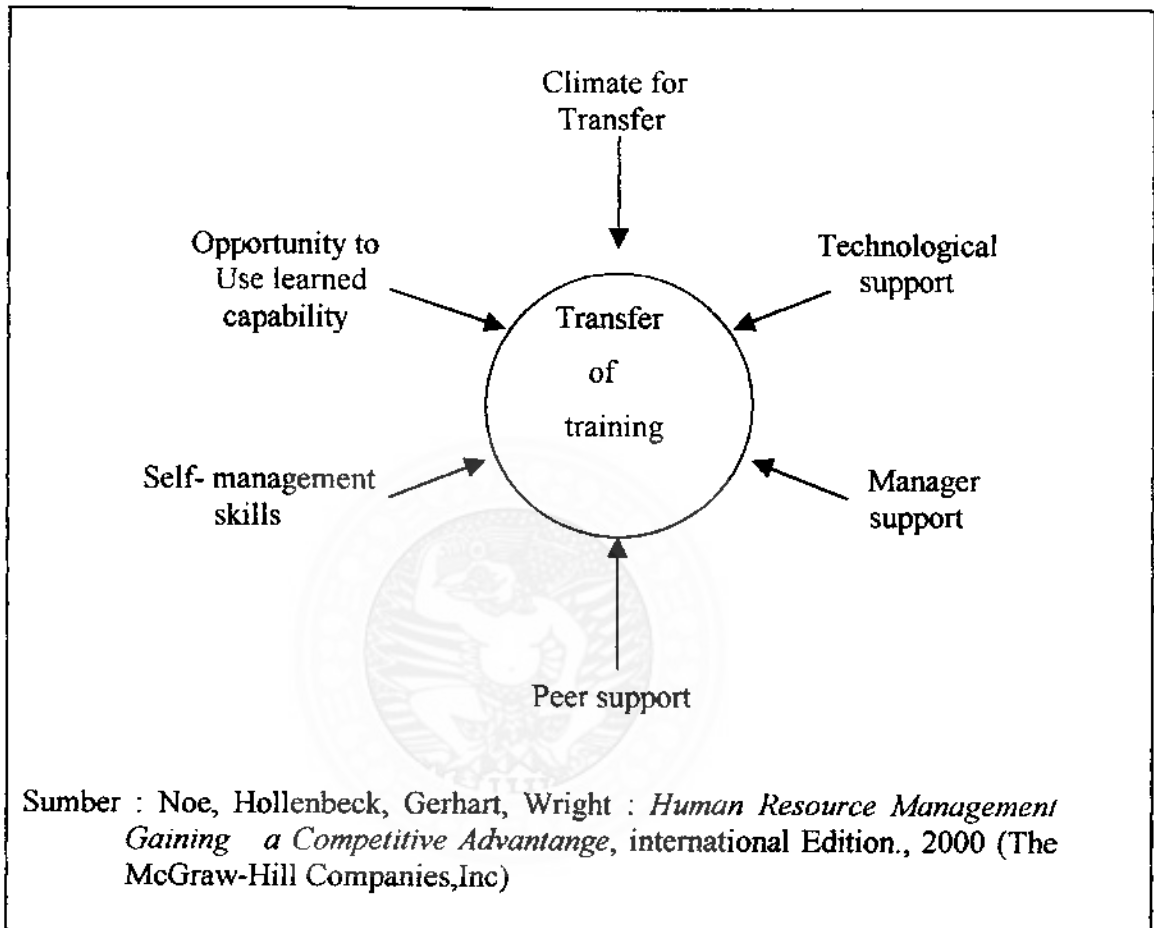 Climate for
Transfer
Opportunity to
Use learned
capability
Technological
support
Transfer
of
training
Self- management
skills
Manager
support
Peer support
Sumber : Noe, Hollenbeck, Gerhart, Wright : Human Resource Management
Gaining a Competitive Advantange, international Edition., 2000 (The
McGraw-Hill Companies,Inc)